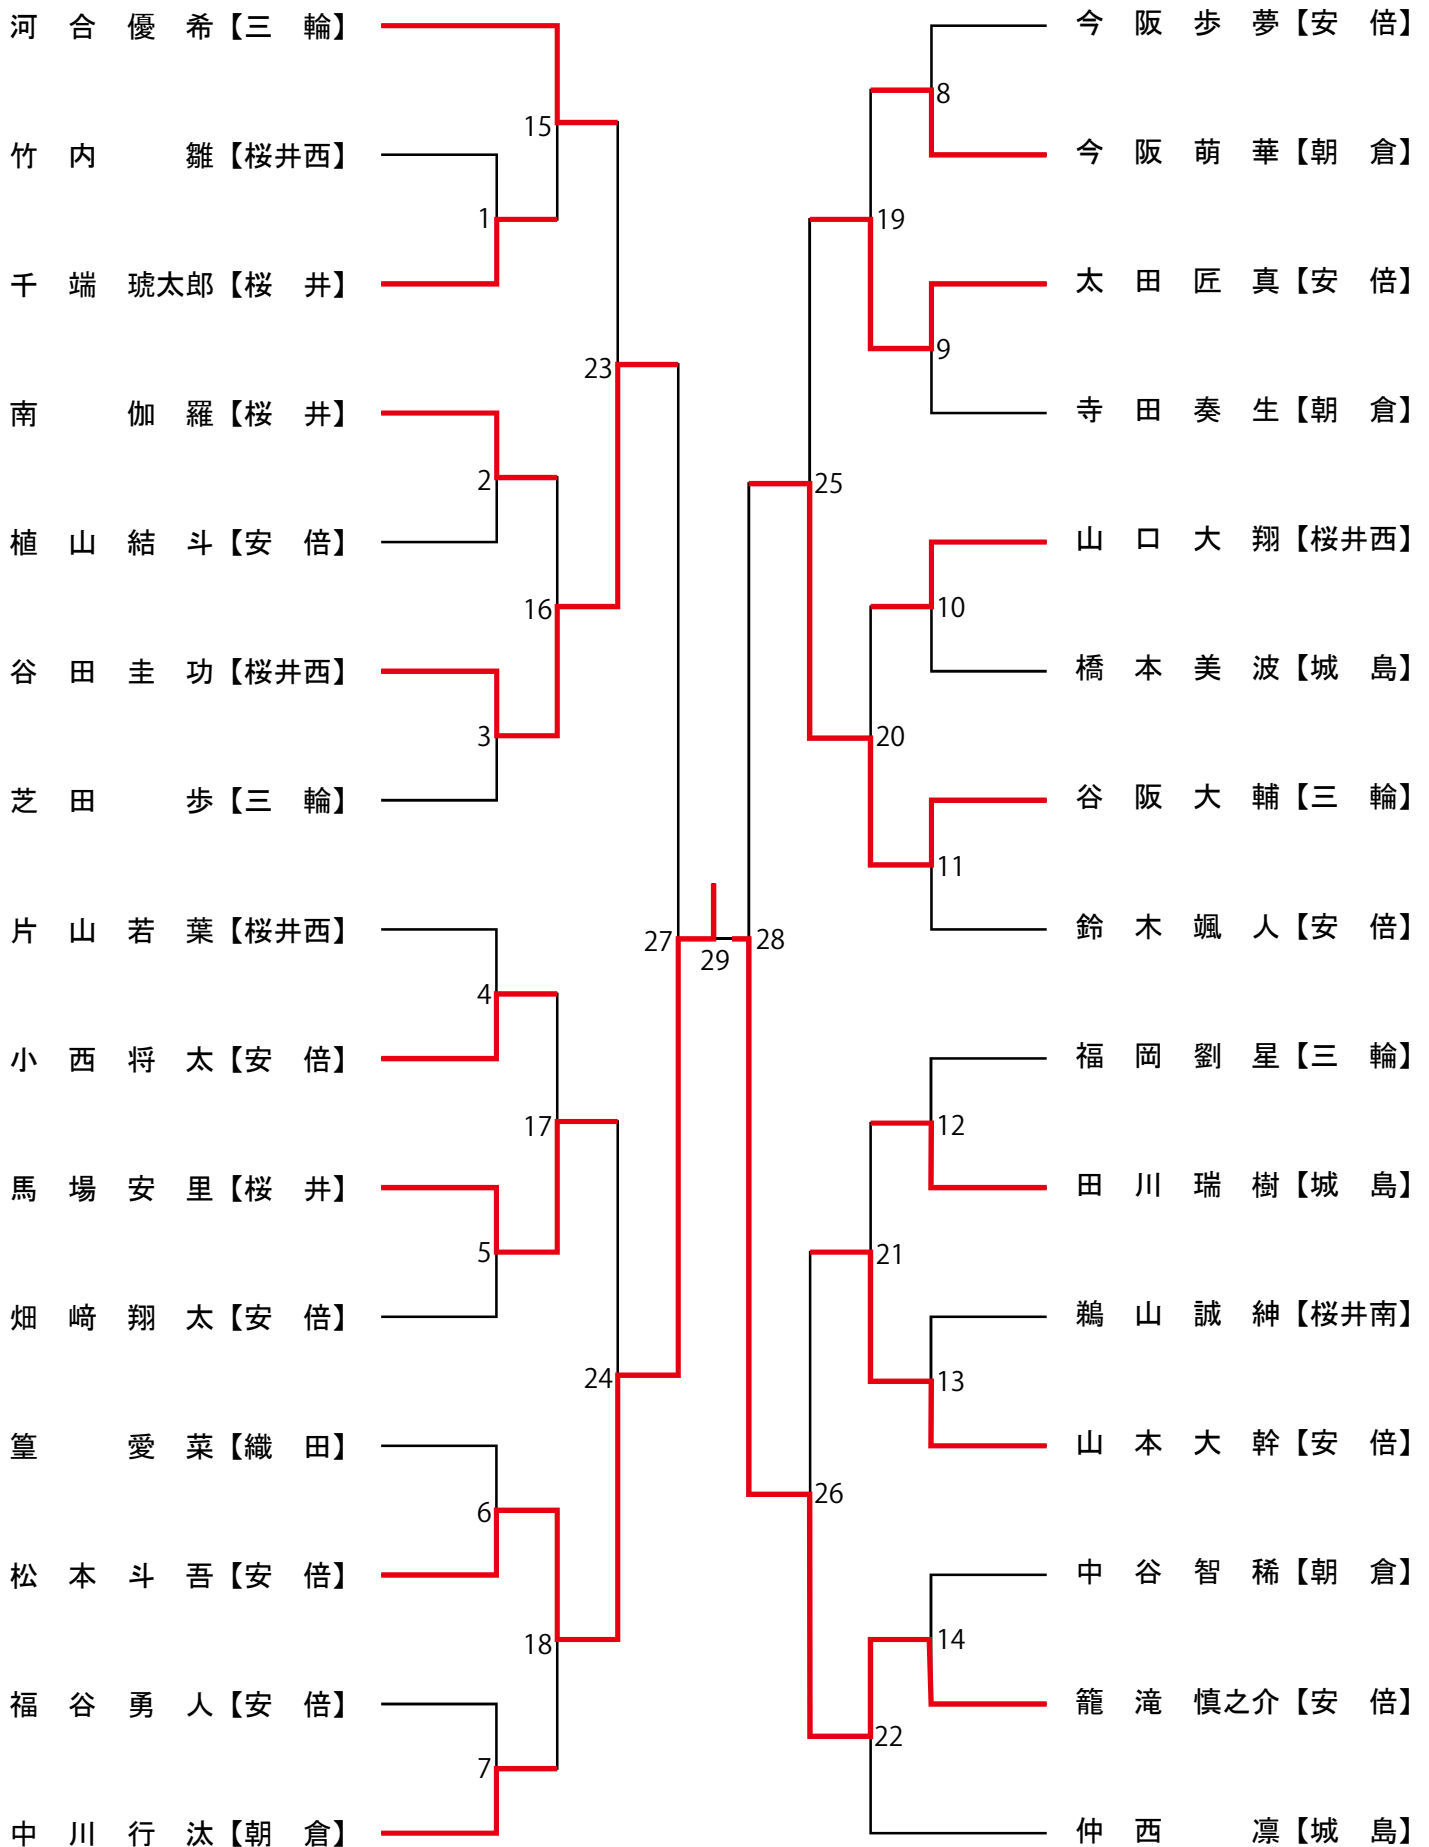 河合優希【三輪】
竹内雛【桜井西】
千端琥太郎【桜井】
南伽羅【桜井】
植山結斗【安倍】
谷田圭功【桜井西】
芝田歩【三輪】
片山若葉【桜井西】
小西将太【安倍】
馬場安里【桜井】
畑﨑翔太【安倍】
篁愛菜【織田】
松本斗吾【安倍】
福谷勇人【安倍】
中川行汰【朝倉】
15
1
23
2
16
3
4
17
5
24
6
18
7
27
29
28
8
19
9
25
10
20
11
12
21
13
26
14
22
今阪歩夢【安倍】
今阪萌華【朝倉】
太田匠真【安倍】
寺田奏生【朝倉】
山口大翔【桜井西】
橋本美波【城島】
谷阪大輔【三輪】
鈴木颯人【安倍】
福岡劉星【三輪】
田川瑞樹【城島】
鵜山誠紳【桜井南】
山本大幹【安倍】
中谷智稀【朝倉】
籠滝慎之介【安倍】
仲西凛【城島】